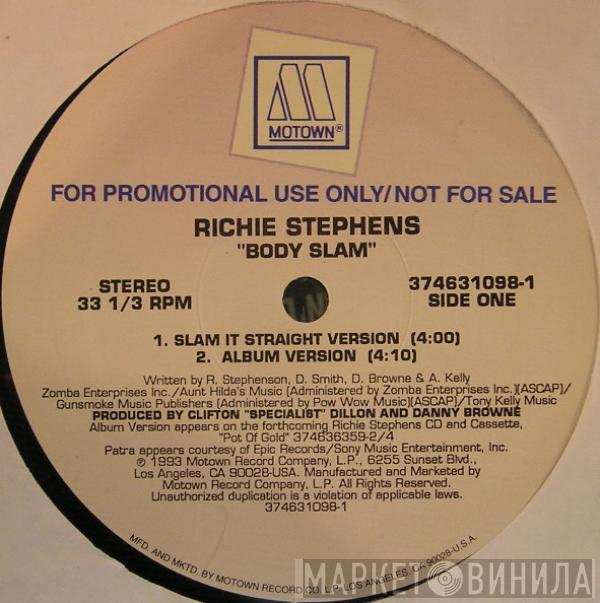 MOTOWN®
FOR PROMOTIONAL USE ONLY/NOT FOR SALE
RICHIE STEPHENS
"BODY SLAM"
STEREO
33 1/3 RPM
374631098-1
SIDE ONE
1. SLAM IT STRAIGHT VERSION (4:00)
2. ALBUM VERSION (4:10)
Written by R. Stephenson, D. Smith, D. Browne & A. Kelly
Zomba Enterprises Inc./Aunt Hilda's Music (Administered by Zomba Enterprises Inc.)(ASCAP)/
Gunsmoke Music Publishers (Administered by Pow Wow Music)(ASCAP)/Tony Kelly Music
PRODUCED BY CLIFTON "SPECIALIST" DILLON AND DANNY BROWNE
Album Version appears on the forthcoming Richie Stephens CD and Cassette,
"Pot Of Gold" 374636359-2/4
Patra appears courtesy of Epic Records/Sony Music Entertainment, Inc.
℗ 1993 Motown Record Company, L.P., 6255 Sunset Blvd.,
Los Angeles, CA 90028-USA. Manufactured and Marketed by
Motown Record Company, L.P. All Rights Reserved.
Unauthorized duplication is a violation of applicable laws.
374631098-1
MFD. AND MKTD. BY MOTOWN RECORD CO., L.P. LOS ANGELES, CA 90028-U.S.A.
МАРКЕТ ВИНИЛА